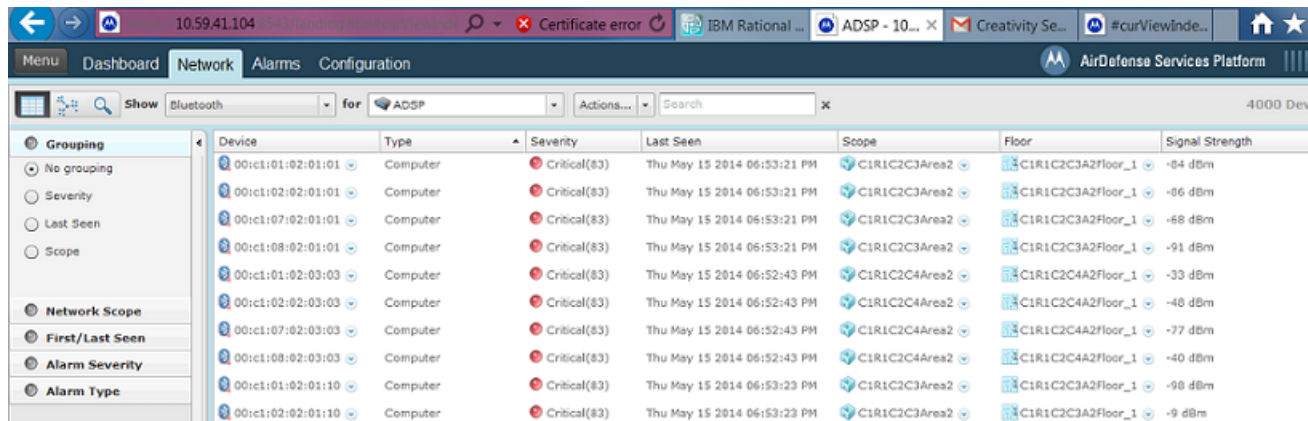 10.59.41.104 Certificate error IBM Rational ... ADSP - 10... Creativity Se... #curViewInde..
Menu Dashboard Network Alarms Configuration AirDefense Services Platform
Show Bluetooth for ADSP Actions... Search 4000 Dev
Grouping Device Type Severity Last Seen Scope Floor Signal Strength
No grouping 00:c1:01:02:01:01 Computer Critical(83) Thu May 15 2014 06:53:21 PM C1R1C2C3Area2 C1R1C2C3A2Floor_1 -84 dBm
Severity 00:c1:02:02:01:01 Computer Critical(83) Thu May 15 2014 06:53:21 PM C1R1C2C3Area2 C1R1C2C3A2Floor_1 -86 dBm
Last Seen 00:c1:07:02:01:01 Computer Critical(83) Thu May 15 2014 06:53:21 PM C1R1C2C3Area2 C1R1C2C3A2Floor_1 -68 dBm
Scope 00:c1:08:02:01:01 Computer Critical(83) Thu May 15 2014 06:53:21 PM C1R1C2C3Area2 C1R1C2C3A2Floor_1 -91 dBm
00:c1:01:02:03:03 Computer Critical(83) Thu May 15 2014 06:52:43 PM C1R1C2C4Area2 C1R1C2C4A2Floor_1 -33 dBm
Network Scope 00:c1:02:02:03:03 Computer Critical(83) Thu May 15 2014 06:52:43 PM C1R1C2C4Area2 C1R1C2C4A2Floor_1 -48 dBm
First/Last Seen 00:c1:07:02:03:03 Computer Critical(83) Thu May 15 2014 06:52:43 PM C1R1C2C4Area2 C1R1C2C4A2Floor_1 -77 dBm
Alarm Severity 00:c1:08:02:03:03 Computer Critical(83) Thu May 15 2014 06:52:43 PM C1R1C2C4Area2 C1R1C2C4A2Floor_1 -40 dBm
Alarm Type 00:c1:01:02:01:10 Computer Critical(83) Thu May 15 2014 06:53:23 PM C1R1C2C3Area2 C1R1C2C3A2Floor_1 -98 dBm
00:c1:02:02:01:10 Computer Critical(83) Thu May 15 2014 06:53:23 PM C1R1C2C3Area2 C1R1C2C3A2Floor_1 -9 dBm